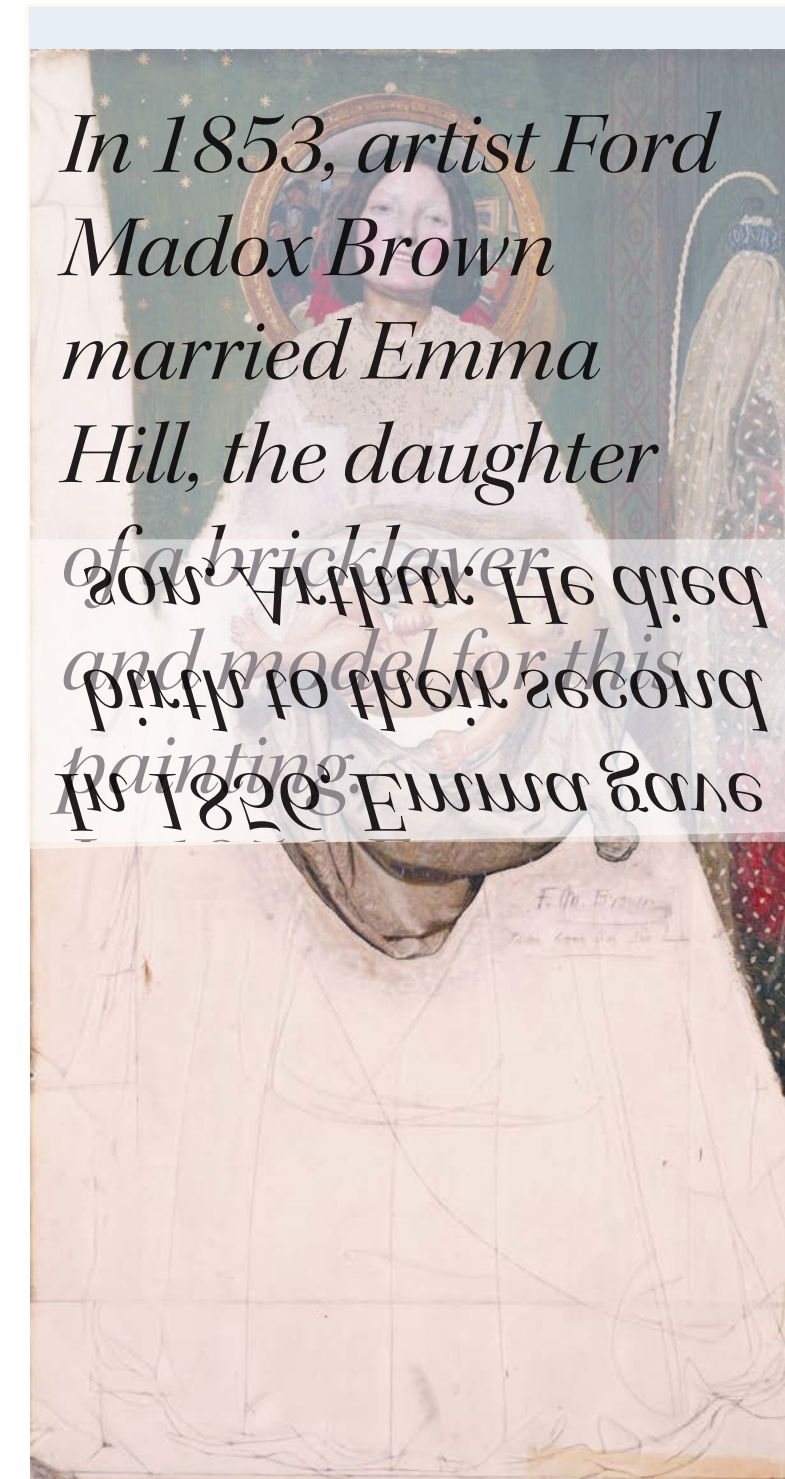 In 1853, artist Ford
Madox Brown
married Emma
Hill, the daughter
of a bricklayer
and model for this
painting.
In 1856, Emma gave
birth to their second
son, Arthur. He died
F. M. Brown